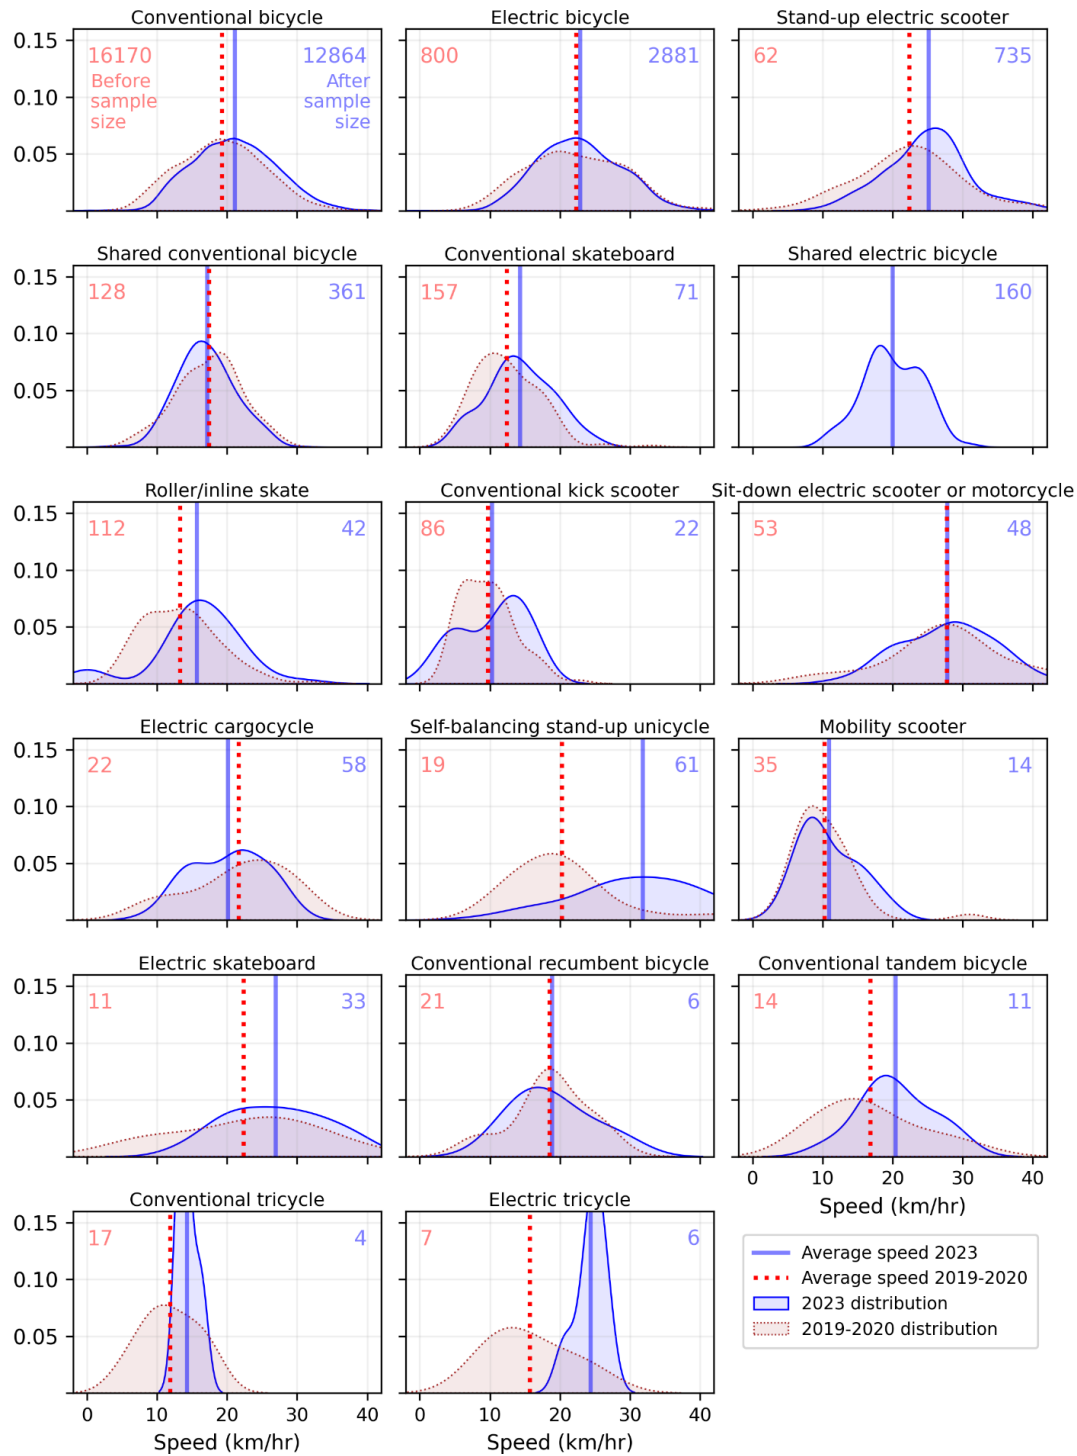 Conventional bicycle
Electric bicycle
Stand-up electric scooter
0.15
0.10
0.05
16170
Before
sample
size
12864
After
sample
size
800
2881
62
735
Shared conventional bicycle
Conventional skateboard
Shared electric bicycle
0.15
0.10
0.05
128
361
157
71
160
Roller/inline skate
Conventional kick scooter
Sit-down electric scooter or motorcycle
0.15
0.10
0.05
112
42
86
22
53
48
Electric cargocycle
Self-balancing stand-up unicycle
Mobility scooter
0.15
0.10
0.05
22
58
19
61
35
14
Electric skateboard
Conventional recumbent bicycle
Conventional tandem bicycle
0.15
0.10
0.05
11
33
21
6
14
11
0 10 20 30 40
Speed (km/hr)
Conventional tricycle
Electric tricycle
0.15
0.10
0.05
17
4
7
6
0 10 20 30 40
Speed (km/hr)
0 10 20 30 40
Speed (km/hr)
Average speed 2023
Average speed 2019-2020
2023 distribution
2019-2020 distribution